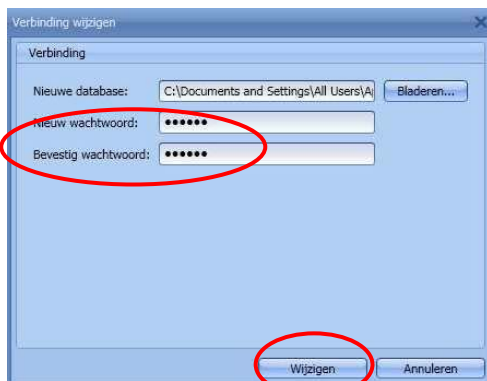 Verbinding wijzigen
Verbinding
Nieuwe database: C:\Documents and Settings\All Users\A Bladeren...
Nieuw wachtwoord: ●●●●●●
Bevestig wachtwoord: ●●●●●●
Wijzigen Annuleren